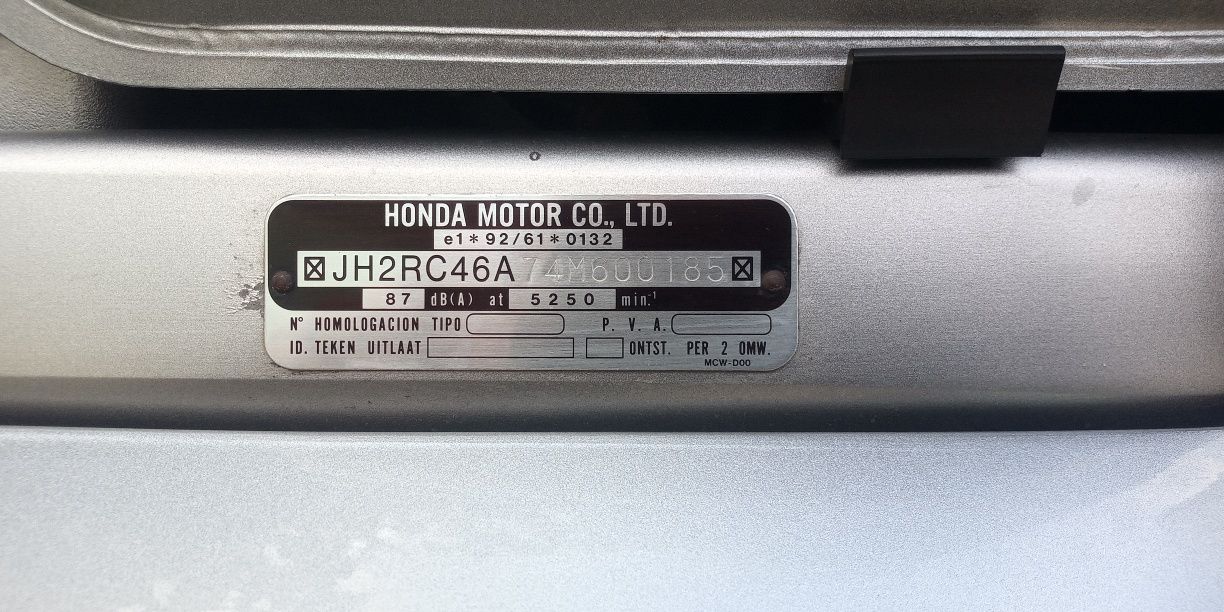 HONDA MOTOR CO., LTD.
e1*92/61*0132
JH2RC46A74M600185
87 dB(A) at 5250 min.-1
N° HOMOLOGACION TIPO P. V. A.
ID. TEKEN UITLAAT ONTST. PER 2 OMW.
MCW-D00